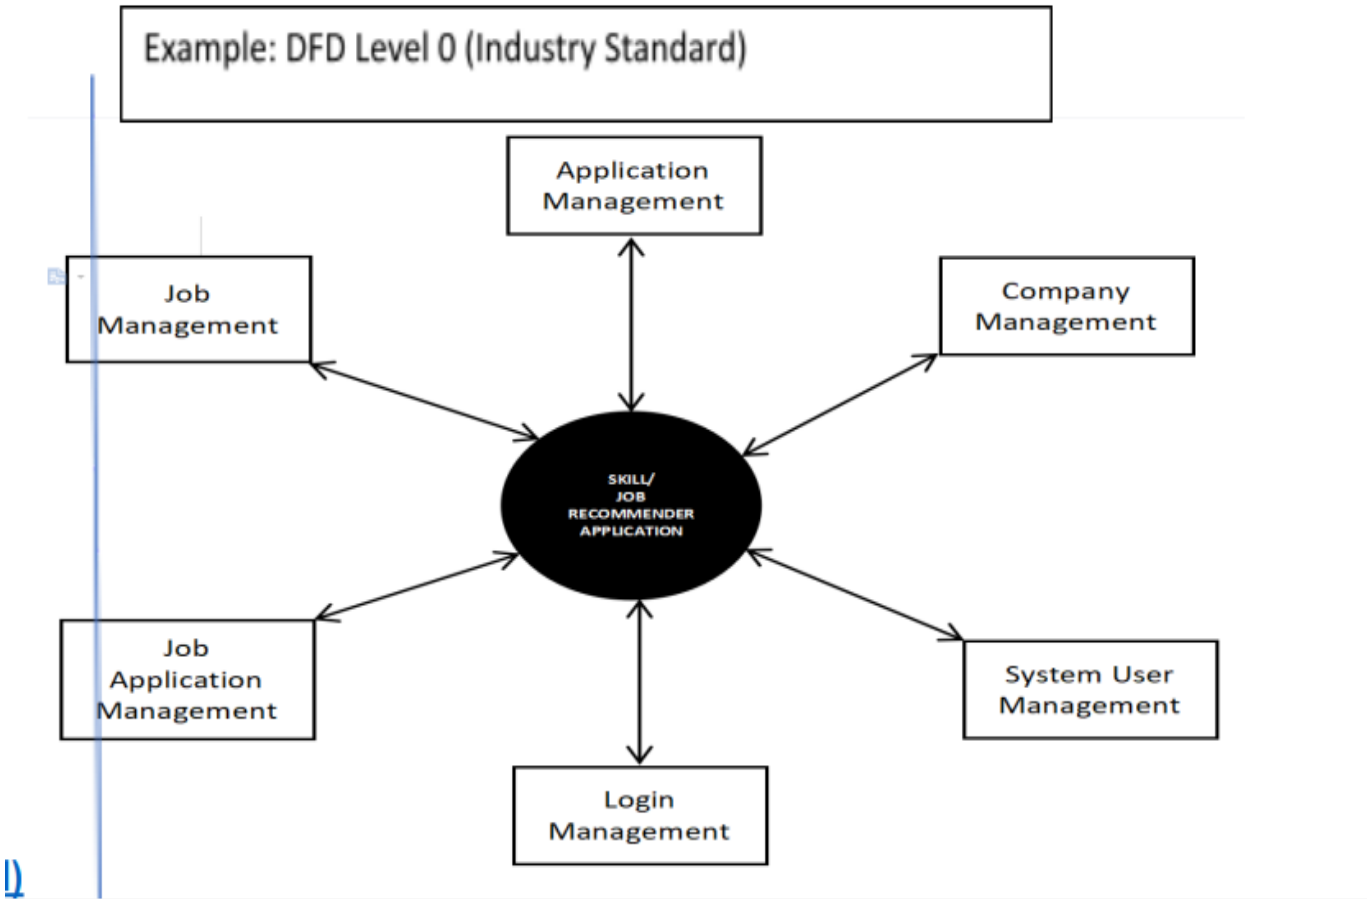 Example: DFD Level 0 (Industry Standard)
Application
Management
Job
Management
Company
Management
SKILL/
JOB
RECOMMENDER
APPLICATION
Job
Application
Management
System User
Management
Login
Management
)